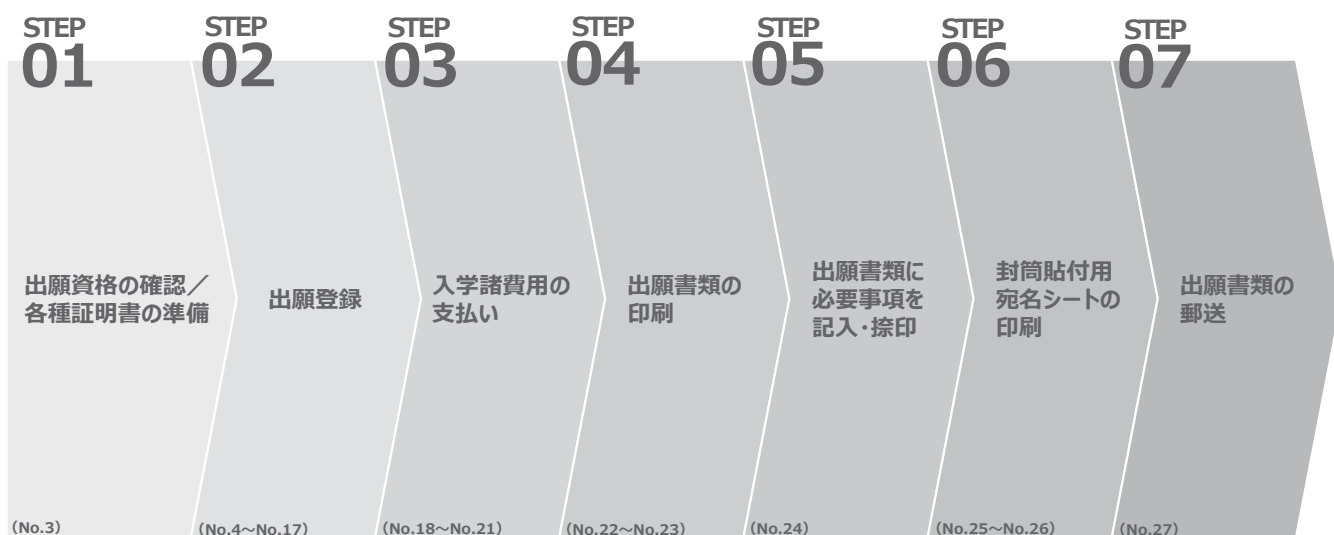 STEP
01
出願資格の確認／
各種証明書の準備
(No.3)
STEP
02
出願登録
(No.4～No.17)
STEP
03
入学諸費用の
支払い
(No.18～No.21)
STEP
04
出願書類の
印刷
(No.22～No.23)
STEP
05
出願書類に
必要事項を
記入・捺印
(No.24)
STEP
06
封筒貼付用
宛名シートの
印刷
(No.25～No.26)
STEP
07
出願書類の
郵送
(No.27)